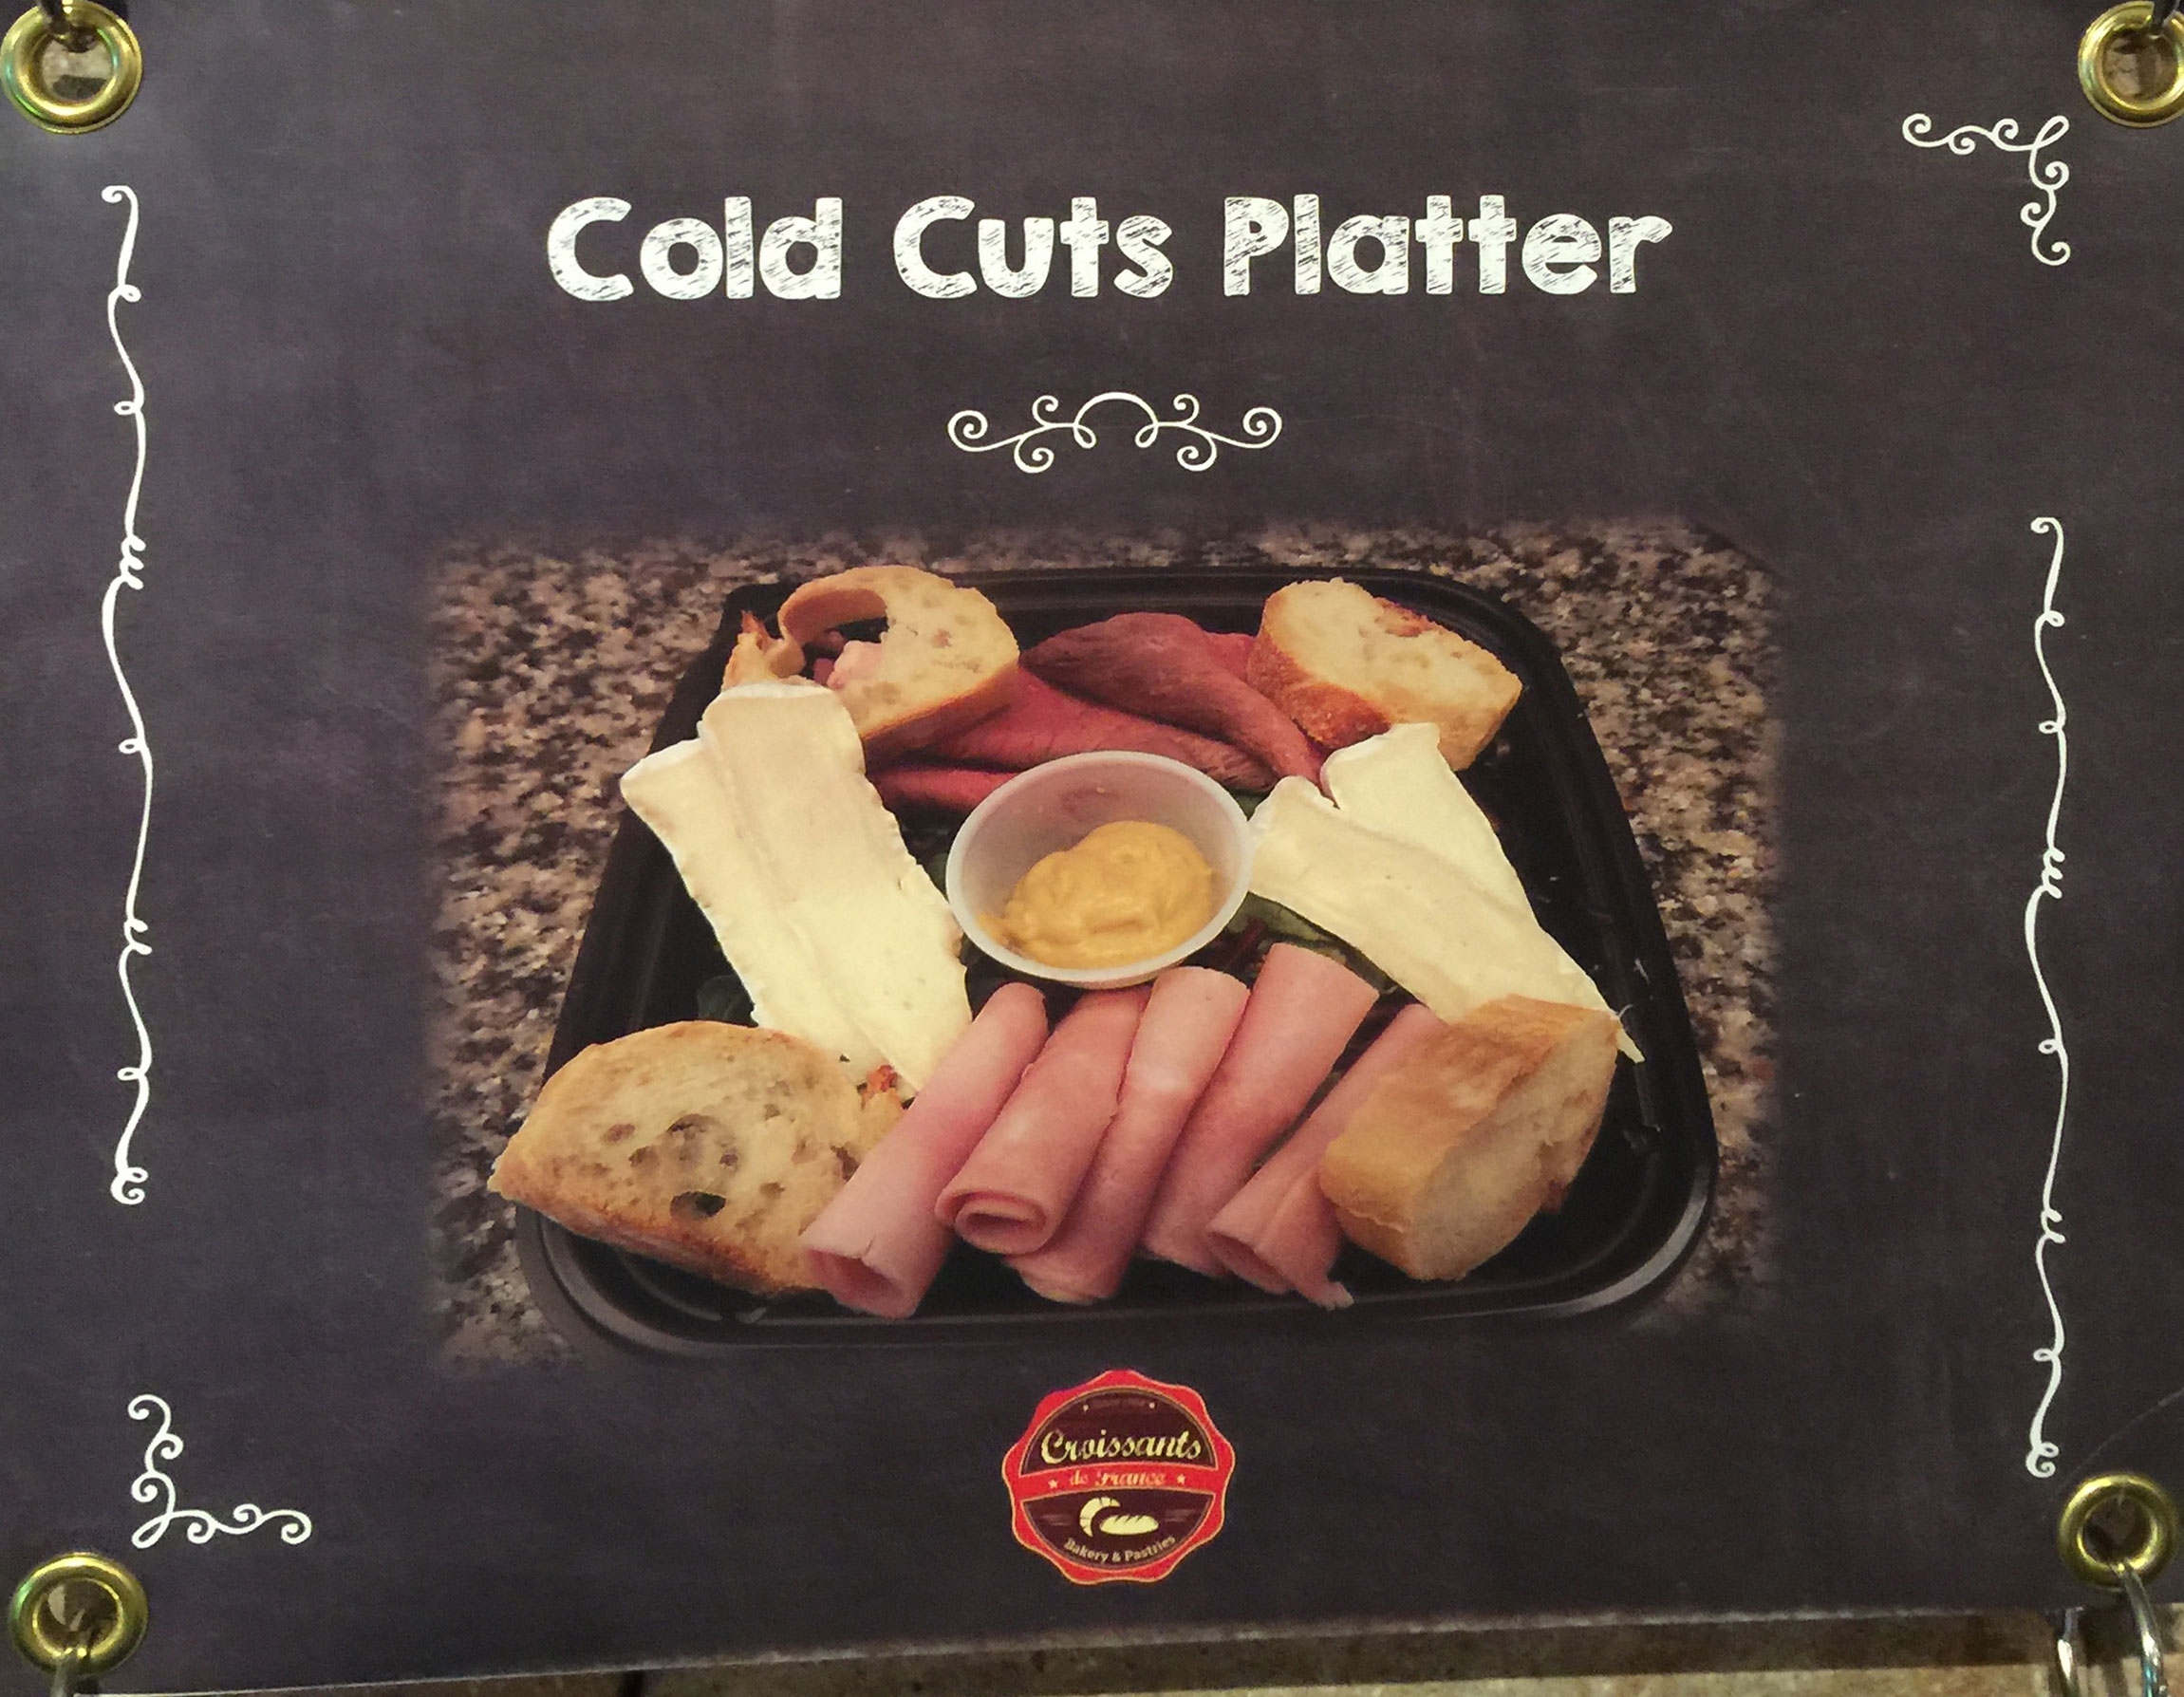 Cold Cuts Platter
Croissants
de France
Bakery & Pastries